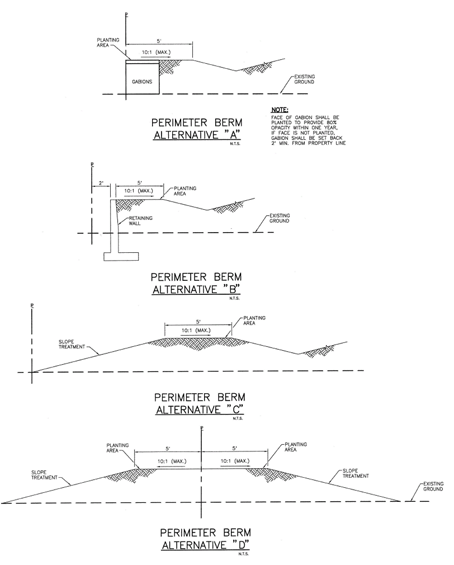 PLANTING
AREA
5'
10:1 (MAX.)
GABIONS
EXISTING
GROUND
PERIMETER BERM
ALTERNATIVE "A"
N.T.S.
NOTE:
FACE OF GABION SHALL BE
PLANTED TO PROVIDE 80%
OPACITY WITHIN ONE YEAR,
IF FACE IS NOT PLANTED,
GABION SHALL BE SET BACK
2' MIN. FROM PROPERTY LINE
2'
5'
10:1 (MAX.)
PLANTING
AREA
RETAINING
WALL
EXISTING
GROUND
PERIMETER BERM
ALTERNATIVE "B"
N.T.S.
5'
10:1 (MAX.)
PLANTING
AREA
SLOPE
TREATMENT
PERIMETER BERM
ALTERNATIVE "C"
N.T.S.
PLANTING
AREA
5'
5'
PLANTING
AREA
10:1 (MAX.)
10:1 (MAX.)
SLOPE
TREATMENT
SLOPE
TREATMENT
EXISTING
GROUND
PERIMETER BERM
ALTERNATIVE "D"
N.T.S.